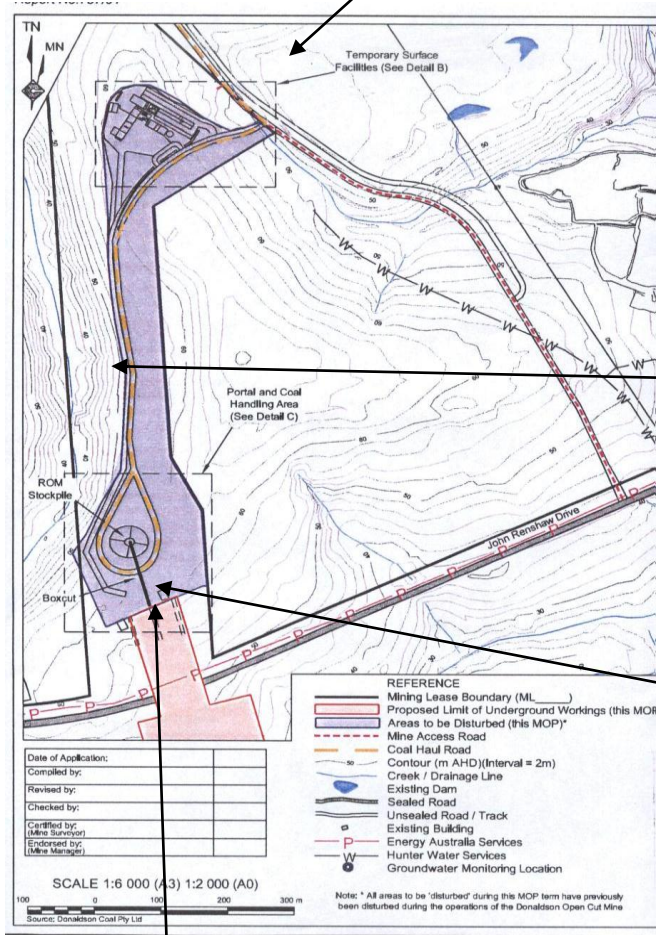 TN
MN
Temporary Surface
Facilities (See Detail B)
Portal and Coal
Handling Area
(See Detail C)
ROM
Stockpile
Boxcut
John Renshaw Drive
REFERENCE
Mining Lease Boundary (ML____)
Proposed Limit of Underground Workings (this MOP
Areas to be Disturbed (this MOP)*
Mine Access Road
Coal Haul Road
50 Contour (m AHD)(Interval = 2m)
Creek / Drainage Line
Existing Dam
Sealed Road
Unsealed Road / Track
Existing Building
P Energy Australia Services
W Hunter Water Services
Groundwater Monitoring Location
Date of Application:
Compiled by:
Revised by:
Checked by:
Certified by:
(Mine Surveyor)
Endorsed by:
(Mine Manager)
SCALE 1:6 000 (A3) 1:2 000 (A0)
100 0 100 200 300 m
Source: Donaldson Coal Pty Ltd
Note: * All areas to be 'disturbed' during this MOP term have previously
been disturbed during the operations of the Donaldson Open Cut Mine